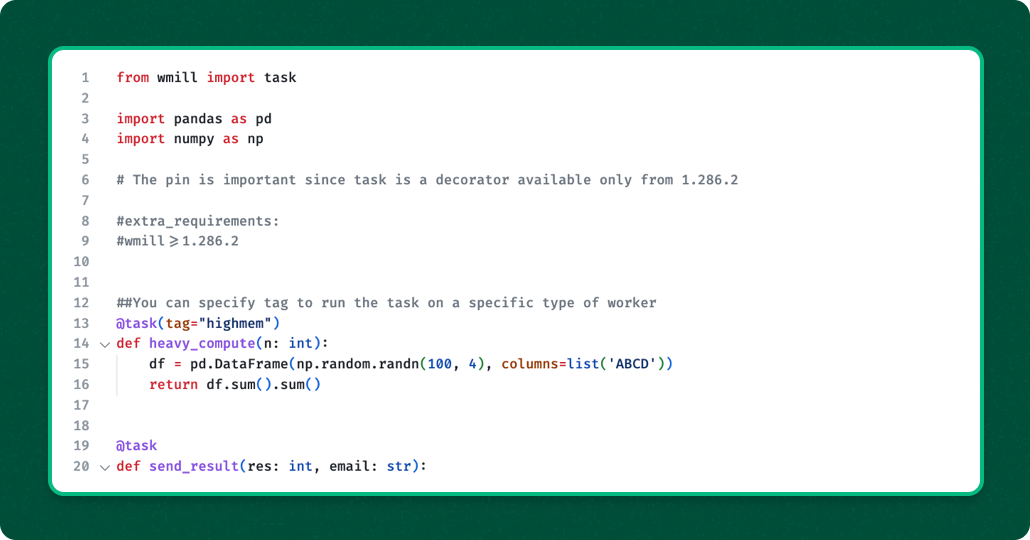 1 from wmill import task
2
3 import pandas as pd
4 import numpy as np
5
6 # The pin is important since task is a decorator available only from 1.286.2
7
8 #extra_requirements:
9 #wmill>=1.286.2
10
11
12 ##You can specify tag to run the task on a specific type of worker
13 @task(tag="highmem")
14 def heavy_compute(n: int):
15 df = pd.DataFrame(np.random.randn(100, 4), columns=list('ABCD'))
16 return df.sum().sum()
17
18
19 @task
20 def send_result(res: int, email: str):